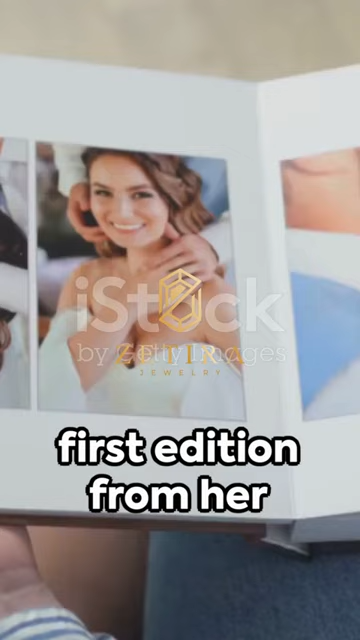 iStock
by Getty Images
JEWELRY
first edition
from her